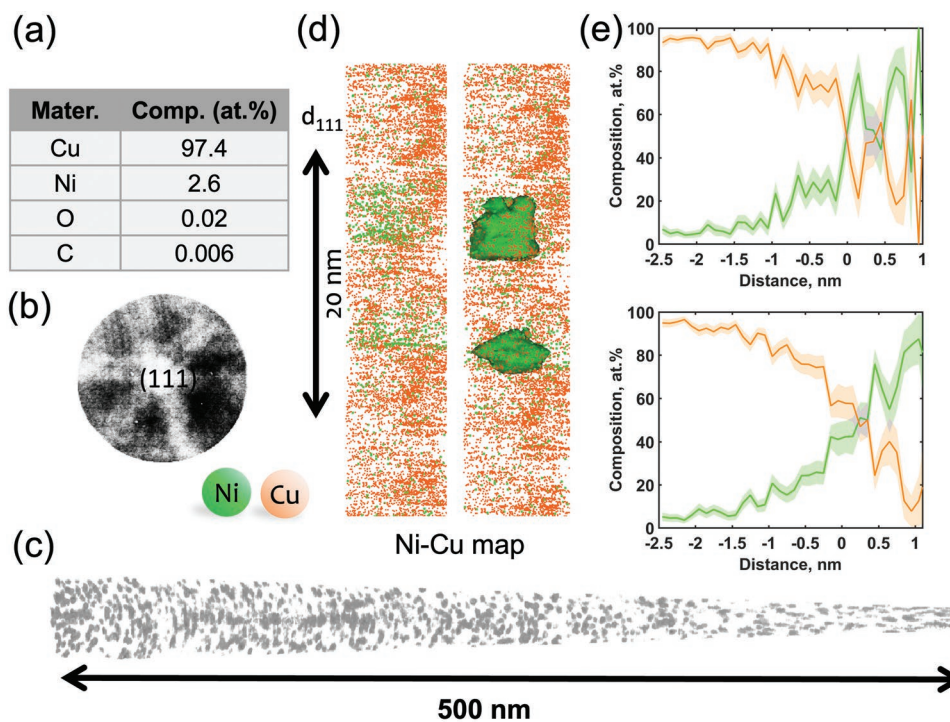 (a)
Mater. Comp. (at.%)
Cu 97.4
Ni 2.6
O 0.02
C 0.006
(b)
(111)
Ni Cu
(c)
500 nm
(d)
d111
20 nm
Ni-Cu map
(e)
Composition, at.%
100
80
60
40
20
0
-2.5 -2 -1.5 -1 -0.5 0 0.5 1
Distance, nm
Composition, at.%
100
80
60
40
20
0
-2.5 -2 -1.5 -1 -0.5 0 0.5 1
Distance, nm